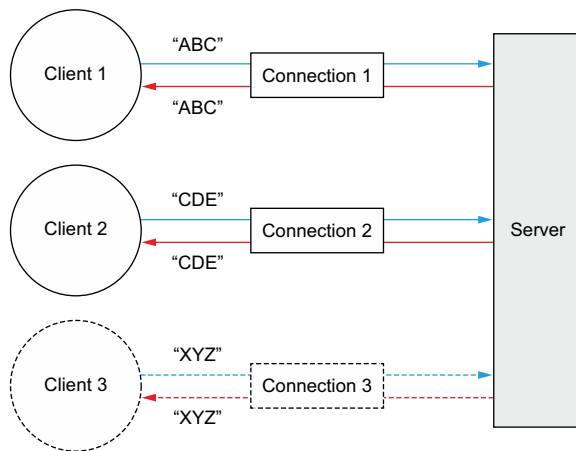 “ABC”
Client 1
Connection 1
“ABC”
“CDE”
Client 2
Connection 2
Server
“CDE”
“XYZ”
Client 3
Connection 3
“XYZ”